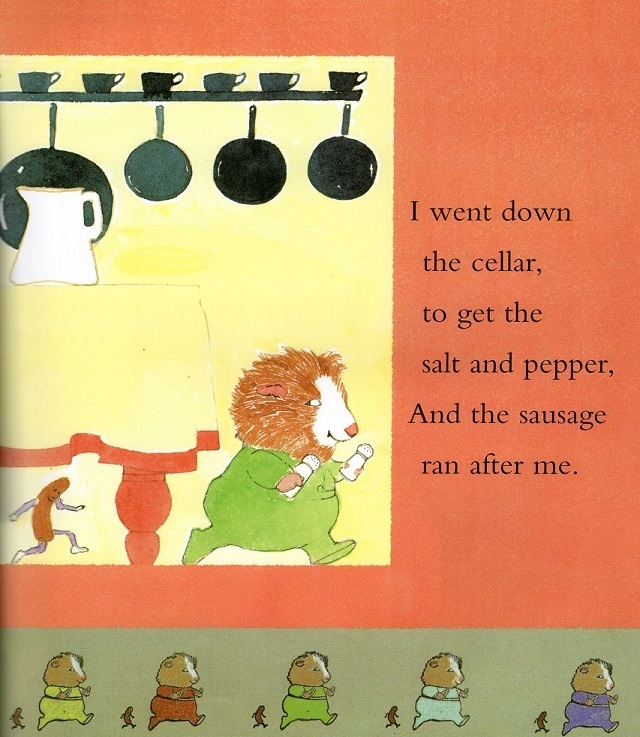 I went down
the cellar,
to get the
salt and pepper,
And the sausage
ran after me.